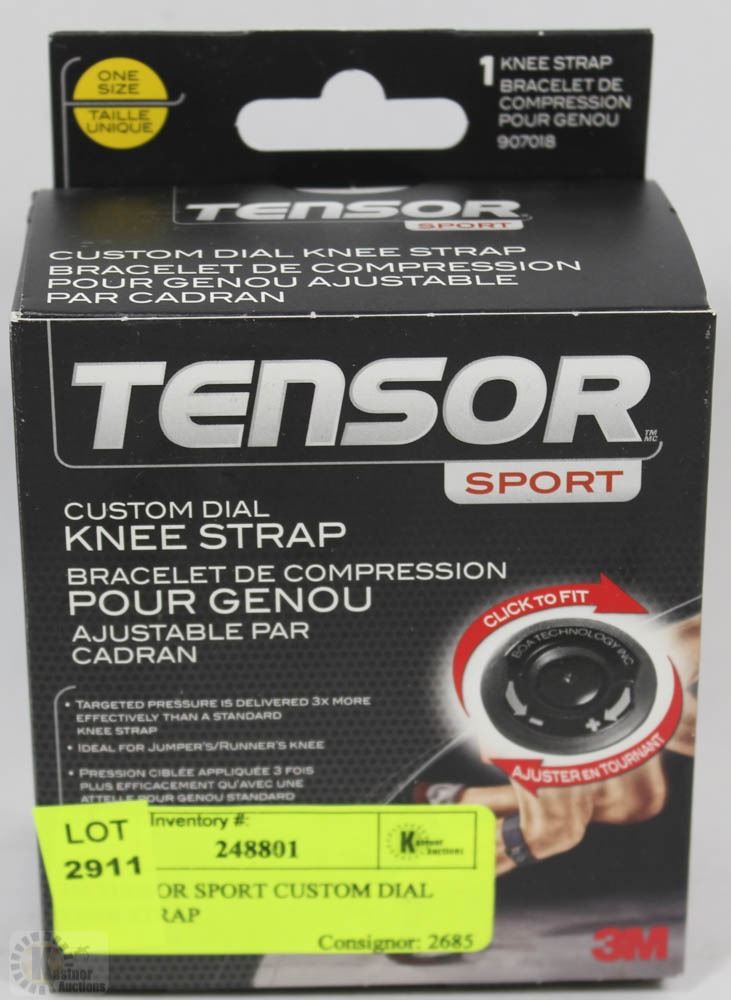 ONE
SIZE
TAILLE
UNIQUE
1 KNEE STRAP
BRACELET DE
COMPRESSION
POUR GENOU
907018
TENSOR
SPORT
CUSTOM DIAL KNEE STRAP
BRACELET DE COMPRESSION
POUR GENOU AJUSTABLE
PAR CADRAN
TENSOR
TM
MC
SPORT
CUSTOM DIAL
KNEE STRAP
BRACELET DE COMPRESSION
POUR GENOU
AJUSTABLE PAR
CADRAN
CLICK TO FIT
BOA TECHNOLOGY INC
- +
AJUSTER EN TOURNANT
• TARGETED PRESSURE IS DELIVERED 3X MORE
EFFECTIVELY THAN A STANDARD
KNEE STRAP
• IDEAL FOR JUMPER'S/RUNNER'S KNEE
• PRESSION CIBLÉE APPLIQUÉE 3 FOIS
PLUS EFFICACEMENT QU'AVEC UNE
ATTELLE POUR GENOU STANDARD
LOT
2911
Inventory #:
248801
Kastner
Auctions
SPORT CUSTOM DIAL
Consignor: 2685
3M
Kastner
Auctions